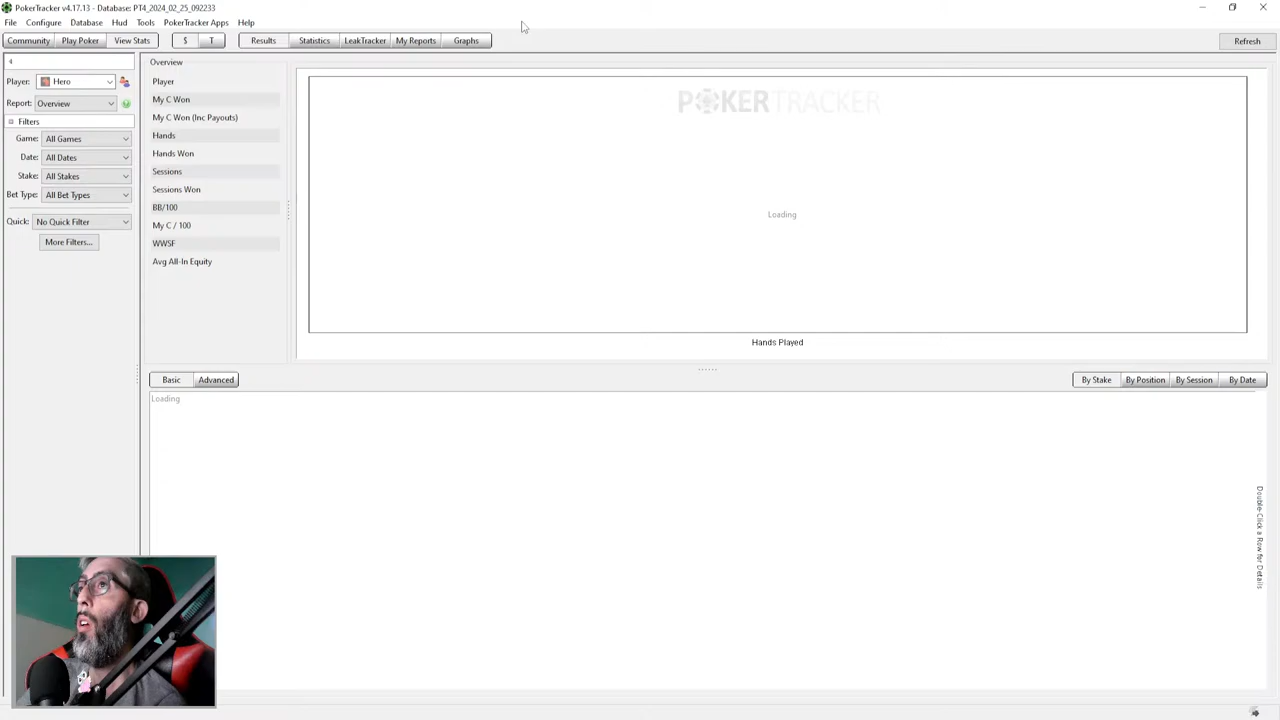 PokerTracker v4.17.13 - Database: PT4_2024_02_25_092233
File Configure Database Hud Tools PokerTracker Apps Help
Community Play Poker View Stats $ T Results Statistics LeakTracker My Reports Graphs Refresh
Player: Hero
Report: Overview
Filters
Game: All Games
Date: All Dates
Stake: All Stakes
Bet Type: All Bet Types
Quick: No Quick Filter
More Filters...
Overview
Player
My C Won
My C Won (Inc Payouts)
Hands
Hands Won
Sessions
Sessions Won
BB/100
My C / 100
WWSF
Avg All-In Equity
POKERTRACKER
Loading
Hands Played
Basic Advanced By Stake By Position By Session By Date
Loading
Double-Click a Row for Details